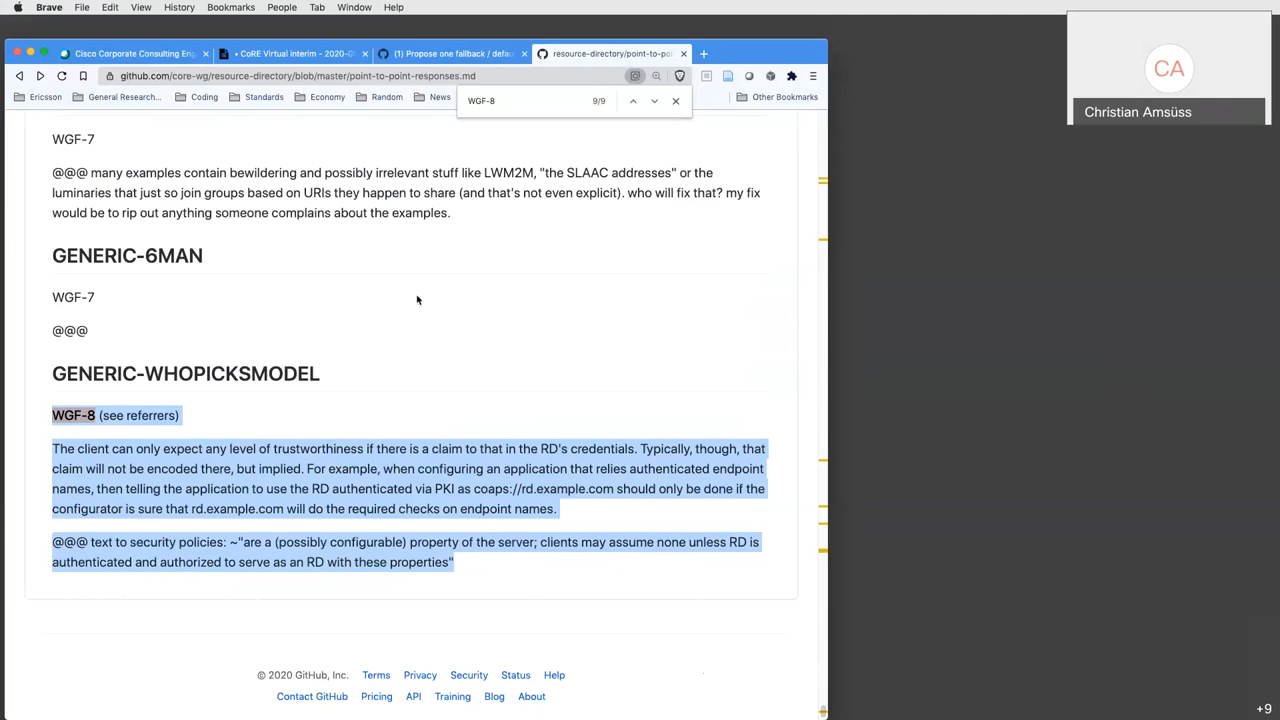 Brave File Edit View History Bookmarks People Tab Window Help
Cisco Corporate Consulting Eng
• CoRE Virtual interim - 2020-0
(1) Propose one fallback / defau
resource-directory/point-to-poi
github.com/core-wg/resource-directory/blob/master/point-to-point-responses.md
Ericsson General Research... Coding Standards Economy Random News Other Bookmarks
WGF-8 9/9
Christian Amsüss
CA
WGF-7
@@@ many examples contain bewildering and possibly irrelevant stuff like LWM2M, "the SLAAC addresses" or the
luminaries that just so join groups based on URIs they happen to share (and that's not even explicit). who will fix that? my fix
would be to rip out anything someone complains about the examples.
GENERIC-6MAN
WGF-7
@@@
GENERIC-WHOPICKSMODEL
WGF-8 (see referrers)
The client can only expect any level of trustworthiness if there is a claim to that in the RD's credentials. Typically, though, that
claim will not be encoded there, but implied. For example, when configuring an application that relies authenticated endpoint
names, then telling the application to use the RD authenticated via PKI as coaps://rd.example.com should only be done if the
configurator is sure that rd.example.com will do the required checks on endpoint names.
@@@ text to security policies: ~"are a (possibly configurable) property of the server; clients may assume none unless RD is
authenticated and authorized to serve as an RD with these properties"
© 2020 GitHub, Inc. Terms Privacy Security Status Help
Contact GitHub Pricing API Training Blog About
+9